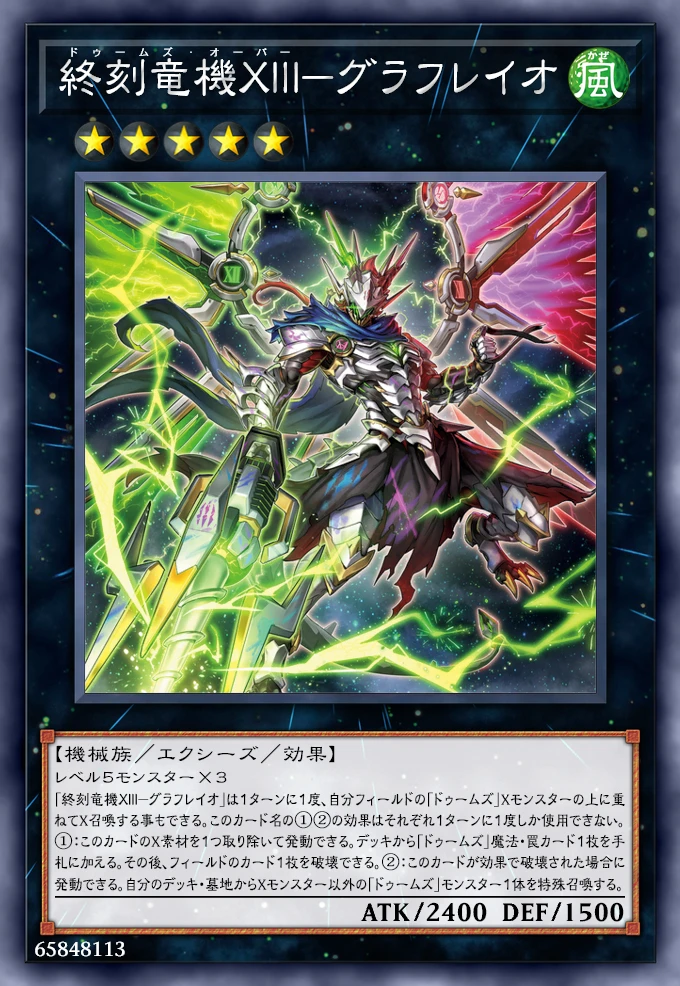 ドゥームズ・オーバー
終刻竜機XIII－グラフレイオ
かぜ
風
XII
【機械族／エクシーズ／効果】
レベル5モンスター×3
「終刻竜機XIII－グラフレイオ」は1ターンに1度、自分フィールドの「ドゥームズ」Xモンスターの上に重
ねてX召喚する事もできる。このカード名の①②の効果はそれぞれ1ターンに1度しか使用できない。
①：このカードのX素材を1つ取り除いて発動できる。デッキから「ドゥームズ」魔法・罠カード1枚を手
札に加える。その後、フィールドのカード1枚を破壊できる。②：このカードが効果で破壊された場合に
発動できる。自分のデッキ・墓地からXモンスター以外の「ドゥームズ」モンスター1体を特殊召喚する。
ATK/2400 DEF/1500
65848113